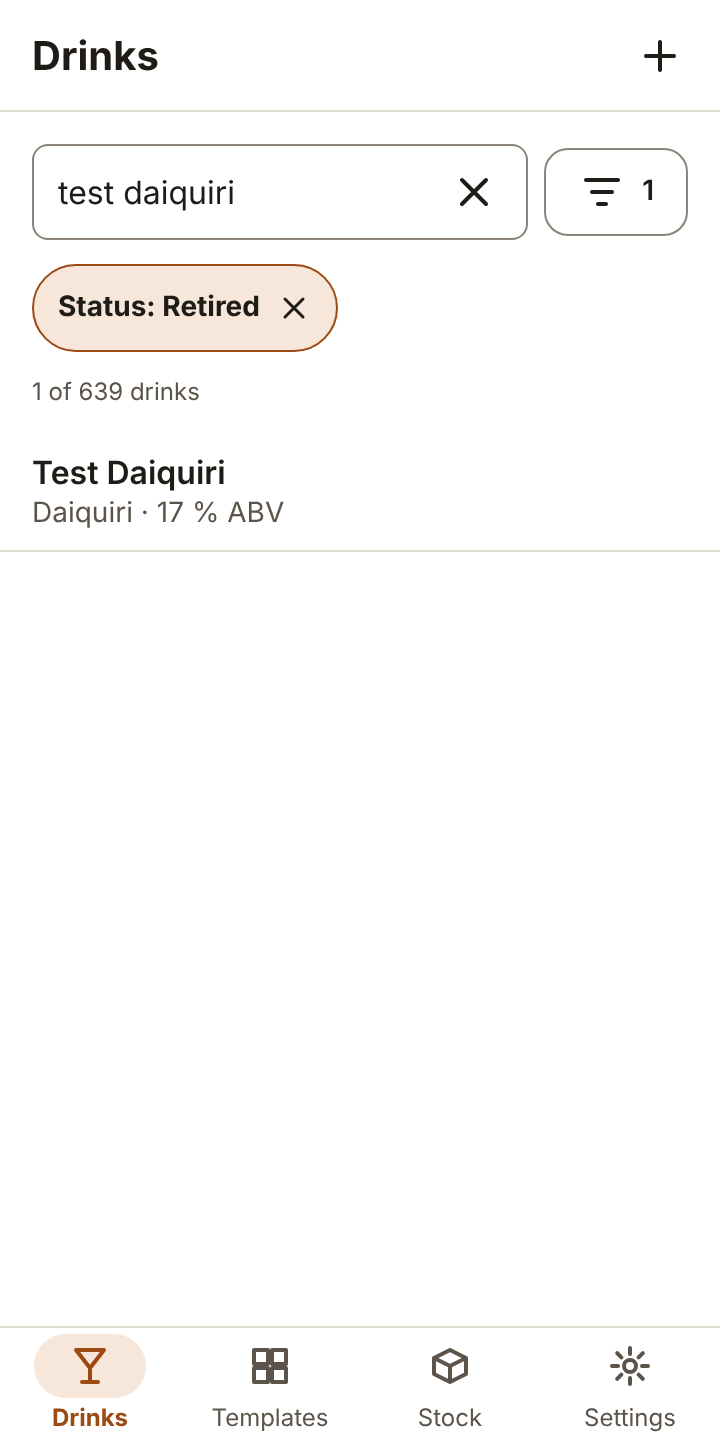 Drinks
test daiquiri
1
Status: Retired
1 of 639 drinks
Test Daiquiri
Daiquiri · 17 % ABV
Drinks
Templates
Stock
Settings